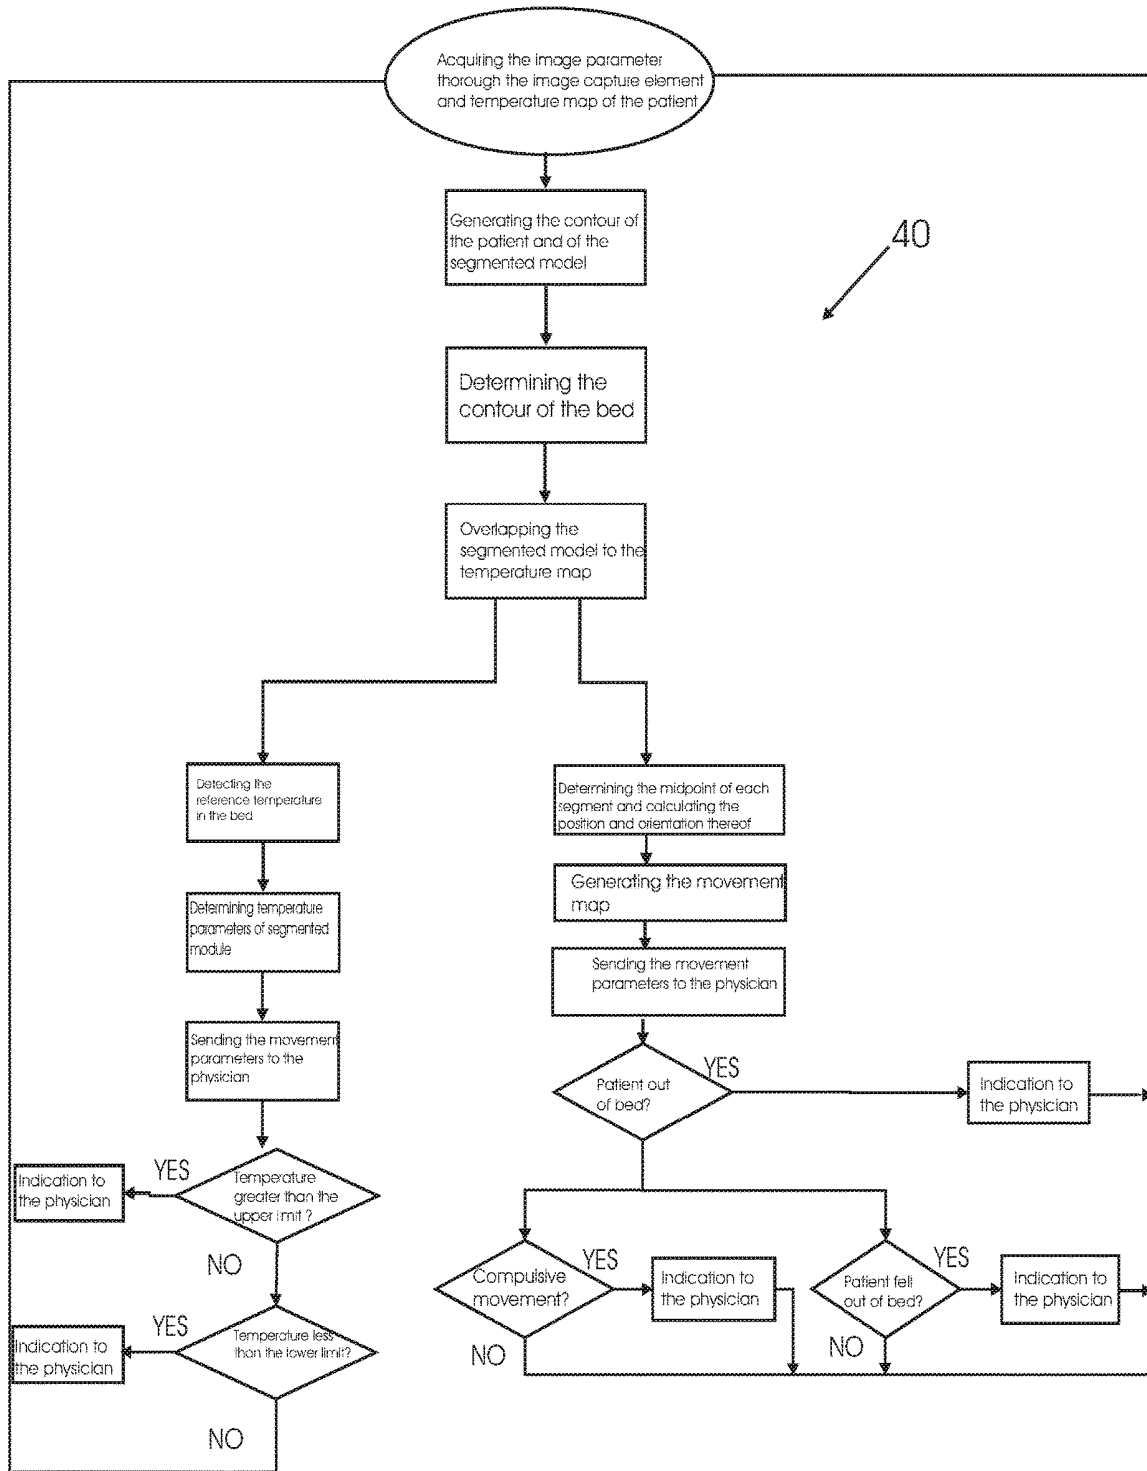 Acquiring the image parameter
thorough the image capture element
and temperature map of the patient
Generating the contour of
the patient and of the
segmented model
40
Determining the
contour of the bed
Overlapping the
segmented model to the
temperature map
Detecting the
reference temperature
in the bed
Determining temperature
parameters of segmented
module
Sending the movement
parameters to the
physician
Temperature
greater than the
upper limit ?
YES
Indication to
the physician
NO
Temperature less
than the lower limit?
YES
Indication to
the physician
NO
Determining the midpoint of each
segment and calculating the
position and orientation thereof
Generating the movement
map
Sending the movement
parameters to the physician
Patient out
of bed?
YES
Indication to
the physician
Compulsive
movement?
YES
Indication to
the physician
NO
Patient fell
out of bed?
YES
Indication to
the physician
NO